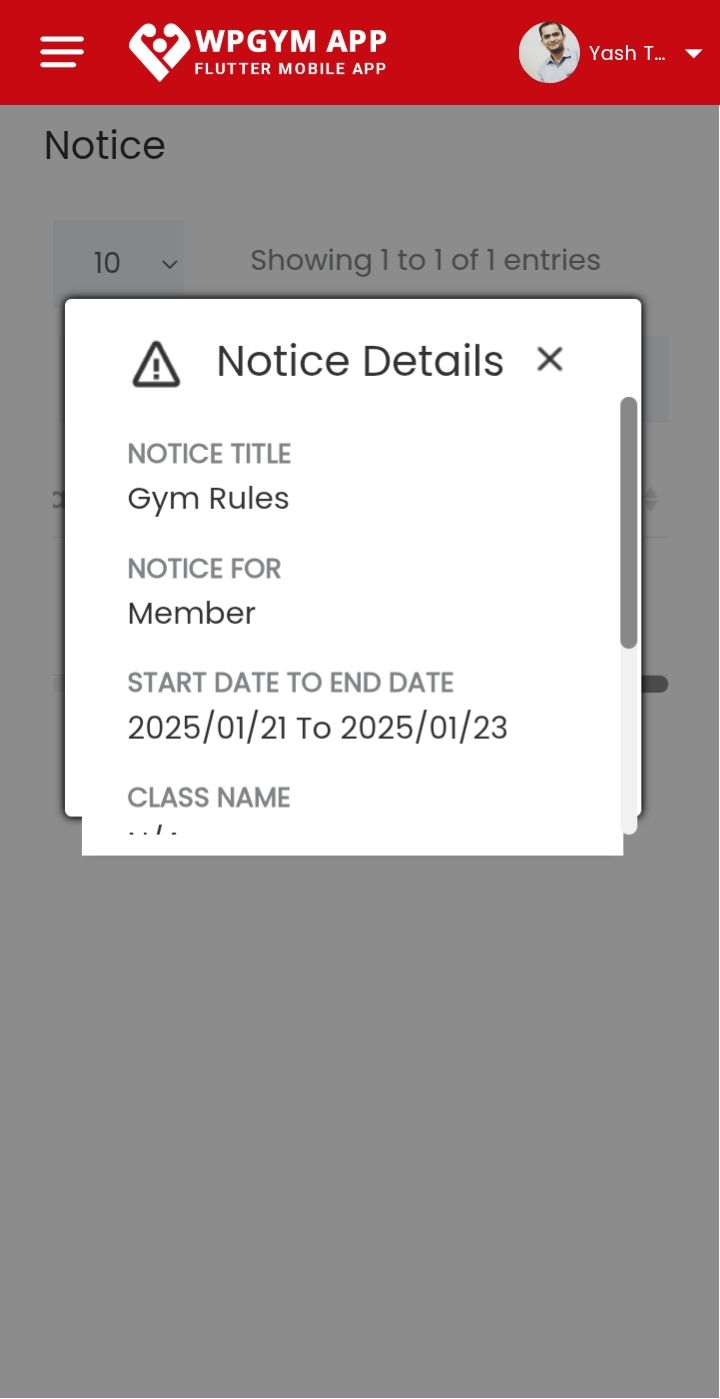 WPGYM APP
FLUTTER MOBILE APP
Yash T...
Notice
10
Showing 1 to 1 of 1 entries
Notice Details
NOTICE TITLE
Gym Rules
NOTICE FOR
Member
START DATE TO END DATE
2025/01/21 To 2025/01/23
CLASS NAME